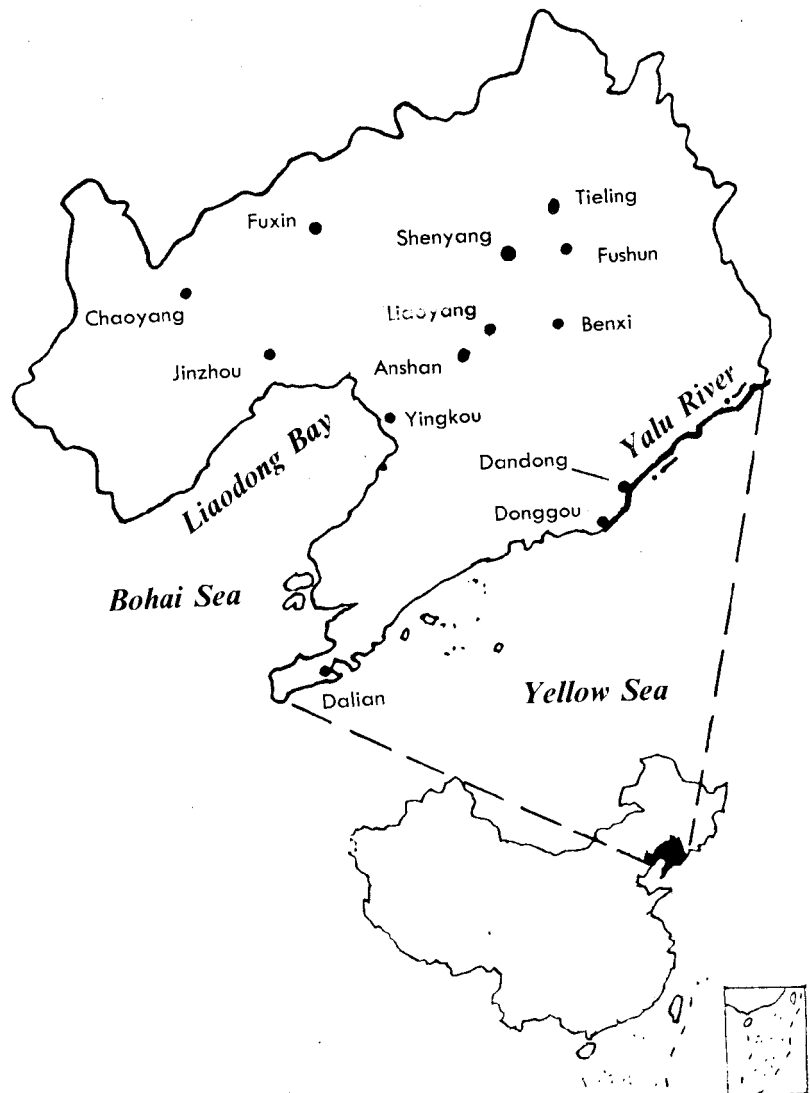 Tieling
Fuxin
Shenyang
Fushun
Chaoyang
Liaoyang
Benxi
Jinzhou
Anshan
Yalu River
Yingkou
Liaodong Bay
Dandong
Donggou
Bohai Sea
Yellow Sea
Dalian